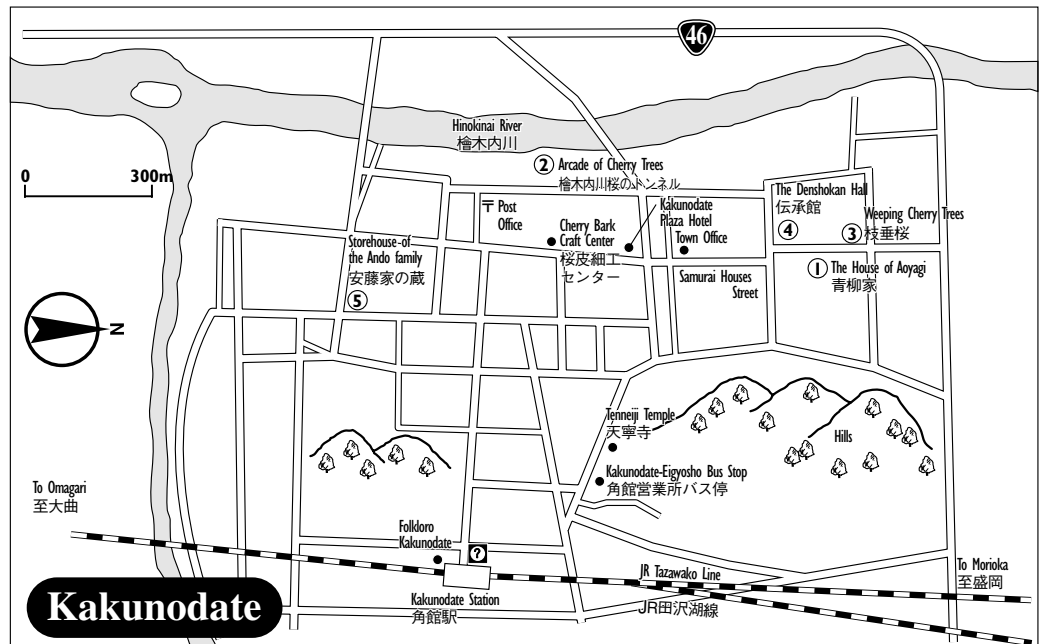 46
Hinokinai River
檜木内川
② Arcade of Cherry Trees
檜木内川桜のトンネル
0 300m
〒 Post
Office
Cherry Bark
Craft Center
桜皮細工
センター
Kakunodate
Plaza Hotel
Town Office
The Denshokan Hall
伝承館
④
Weeping Cherry Trees
③ 枝垂桜
Storehouse of
the Ando family
安藤家の蔵
⑤
Samurai Houses
Street
① The House of Aoyagi
青柳家
N
Tenneiji Temple
天寧寺
Hills
Kakunodate-Eigyosho Bus Stop
角館営業所バス停
To Omagari
至大曲
Folkloro
Kakunodate
?
JR Tazawako Line
JR田沢湖線
To Morioka
至盛岡
Kakunodate Station
角館駅
Kakunodate